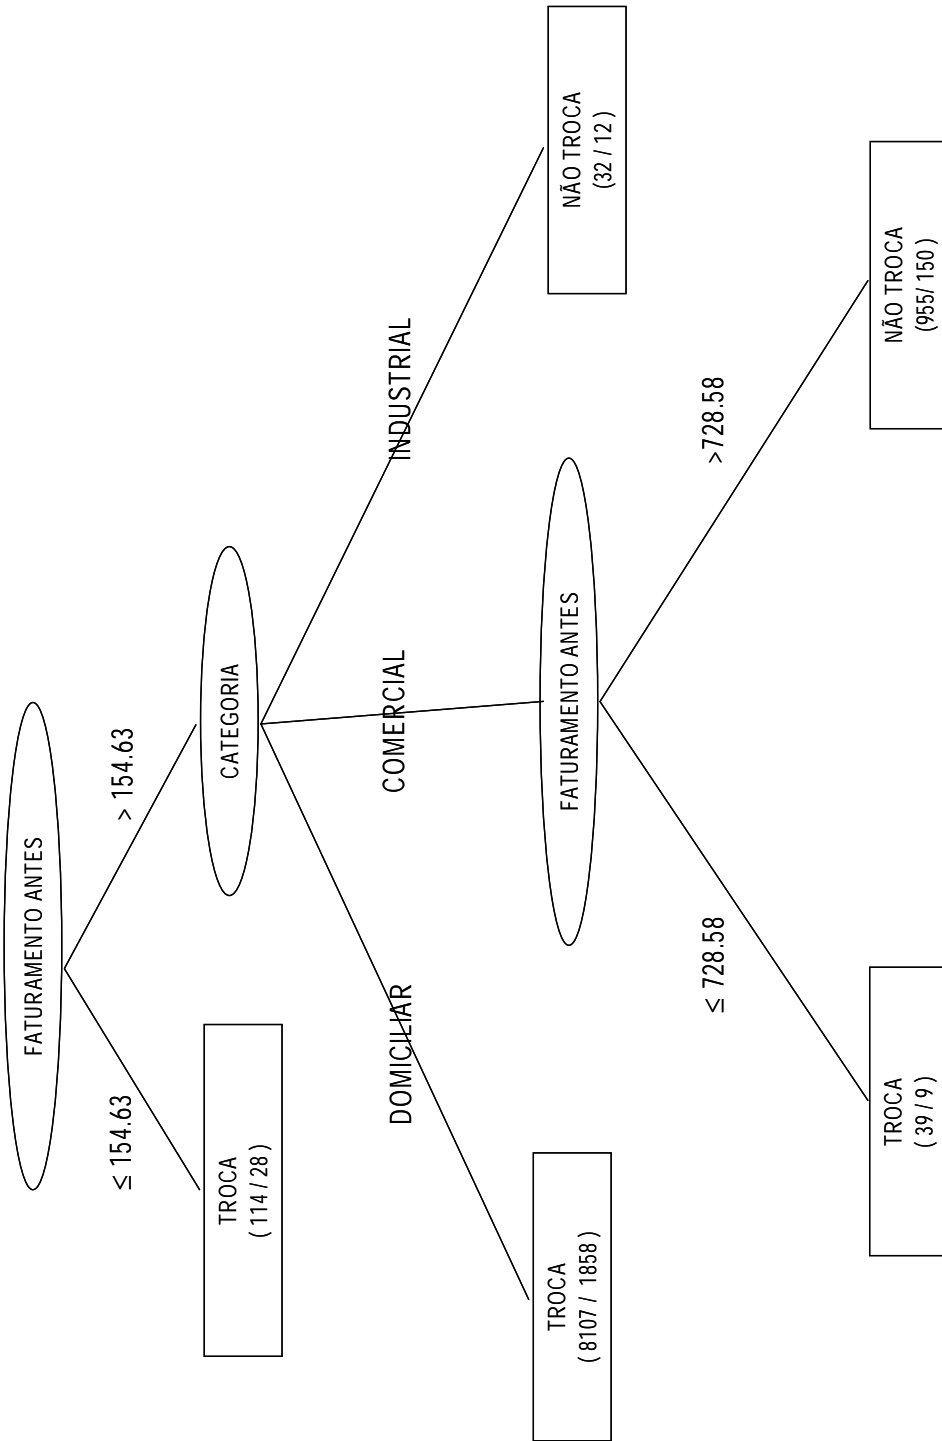 FATURAMENTO ANTES
≤ 154.63
> 154.63
TROCA
( 114 / 28 )
CATEGORIA
DOMICILIAR
COMERCIAL
INDUSTRIAL
TROCA
( 8107 / 1858 )
FATURAMENTO ANTES
NÃO TROCA
(32 / 12 )
≤ 728.58
>728.58
TROCA
( 39 / 9 )
NÃO TROCA
(955/ 150 )